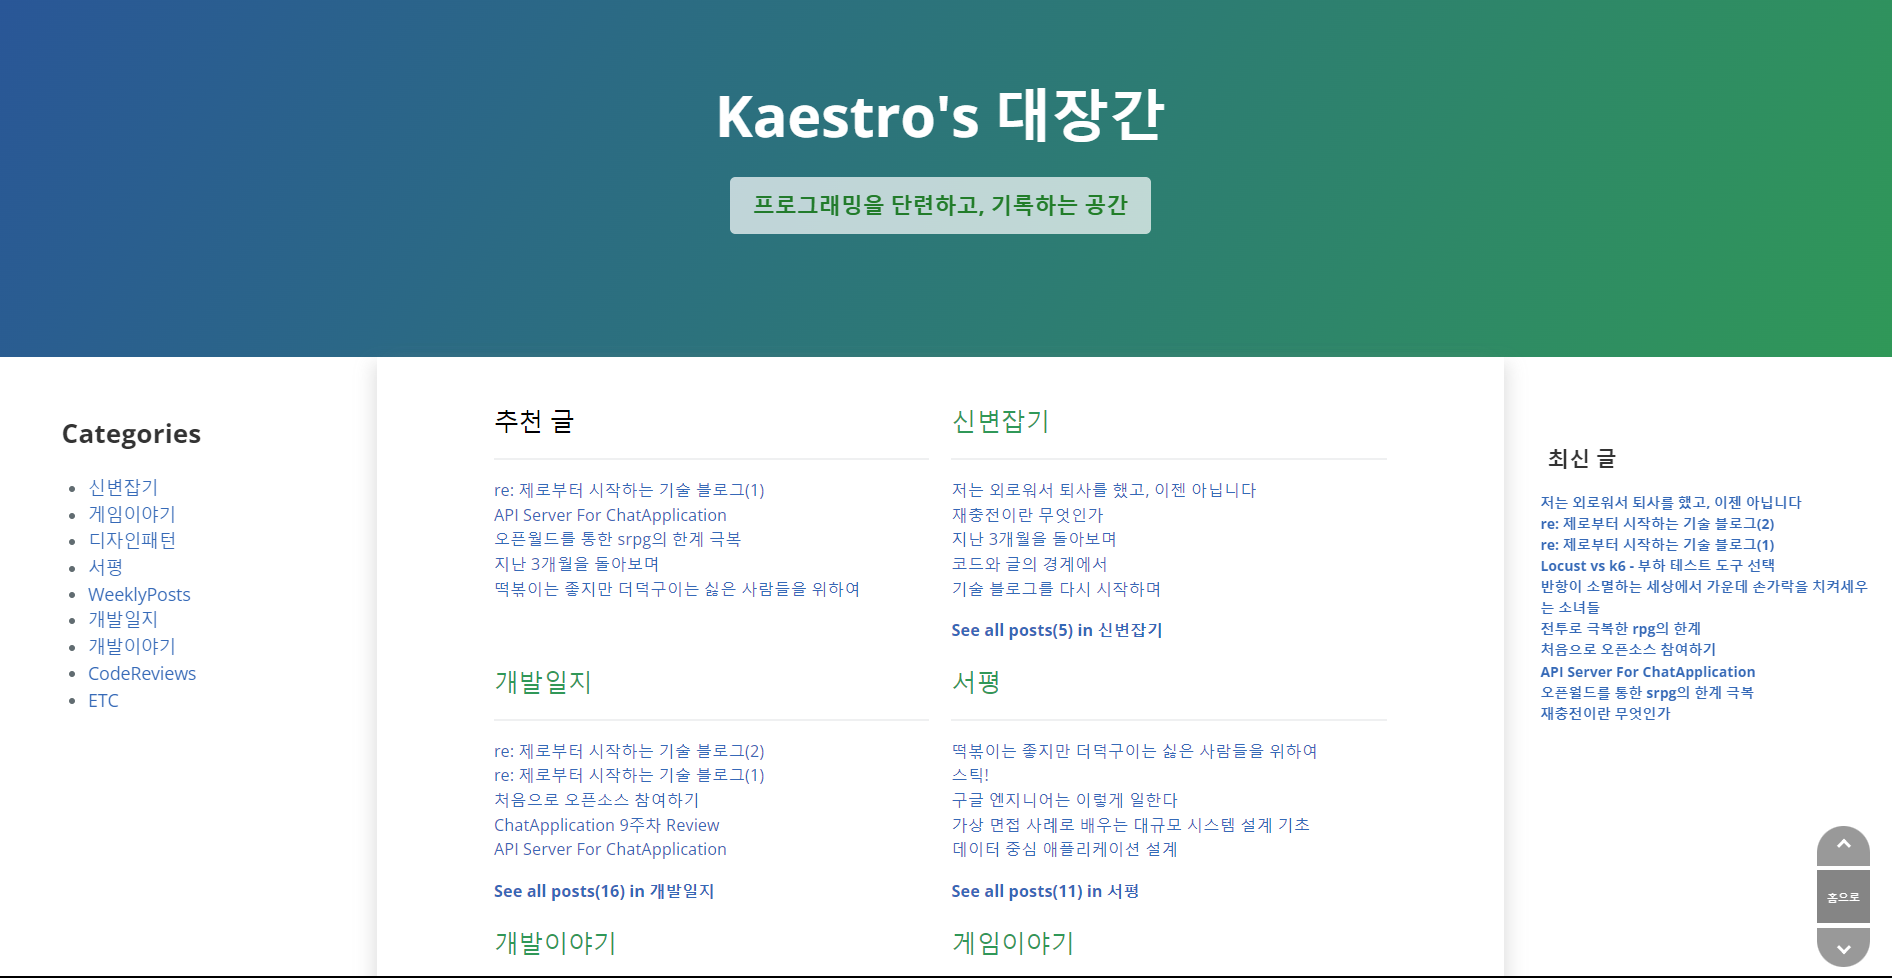 Kaestro's 대장간
프로그래밍을 단련하고, 기록하는 공간
Categories
신변잡기
게임이야기
디자인패턴
서평
WeeklyPosts
개발일지
개발이야기
CodeReviews
ETC
추천 글
re: 제로부터 시작하는 기술 블로그(1)
API Server For ChatApplication
오픈월드를 통한 srpg의 한계 극복
지난 3개월을 돌아보며
떡볶이는 좋지만 더덕구이는 싫은 사람들을 위하여
신변잡기
저는 외로워서 퇴사를 했고, 이젠 아닙니다
재충전이란 무엇인가
지난 3개월을 돌아보며
코드와 글의 경계에서
기술 블로그를 다시 시작하며
See all posts(5) in 신변잡기
개발일지
re: 제로부터 시작하는 기술 블로그(2)
re: 제로부터 시작하는 기술 블로그(1)
처음으로 오픈소스 참여하기
ChatApplication 9주차 Review
API Server For ChatApplication
See all posts(16) in 개발일지
서평
떡볶이는 좋지만 더덕구이는 싫은 사람들을 위하여
스틱!
구글 엔지니어는 이렇게 일한다
가상 면접 사례로 배우는 대규모 시스템 설계 기초
데이터 중심 애플리케이션 설계
See all posts(11) in 서평
개발이야기
게임이야기
최신 글
저는 외로워서 퇴사를 했고, 이젠 아닙니다
re: 제로부터 시작하는 기술 블로그(2)
re: 제로부터 시작하는 기술 블로그(1)
Locust vs k6 - 부하 테스트 도구 선택
반항이 소멸하는 세상에서 가운데 손가락을 치켜세우
는 소녀들
전투로 극복한 rpg의 한계
처음으로 오픈소스 참여하기
API Server For ChatApplication
오픈월드를 통한 srpg의 한계 극복
재충전이란 무엇인가
홈으로